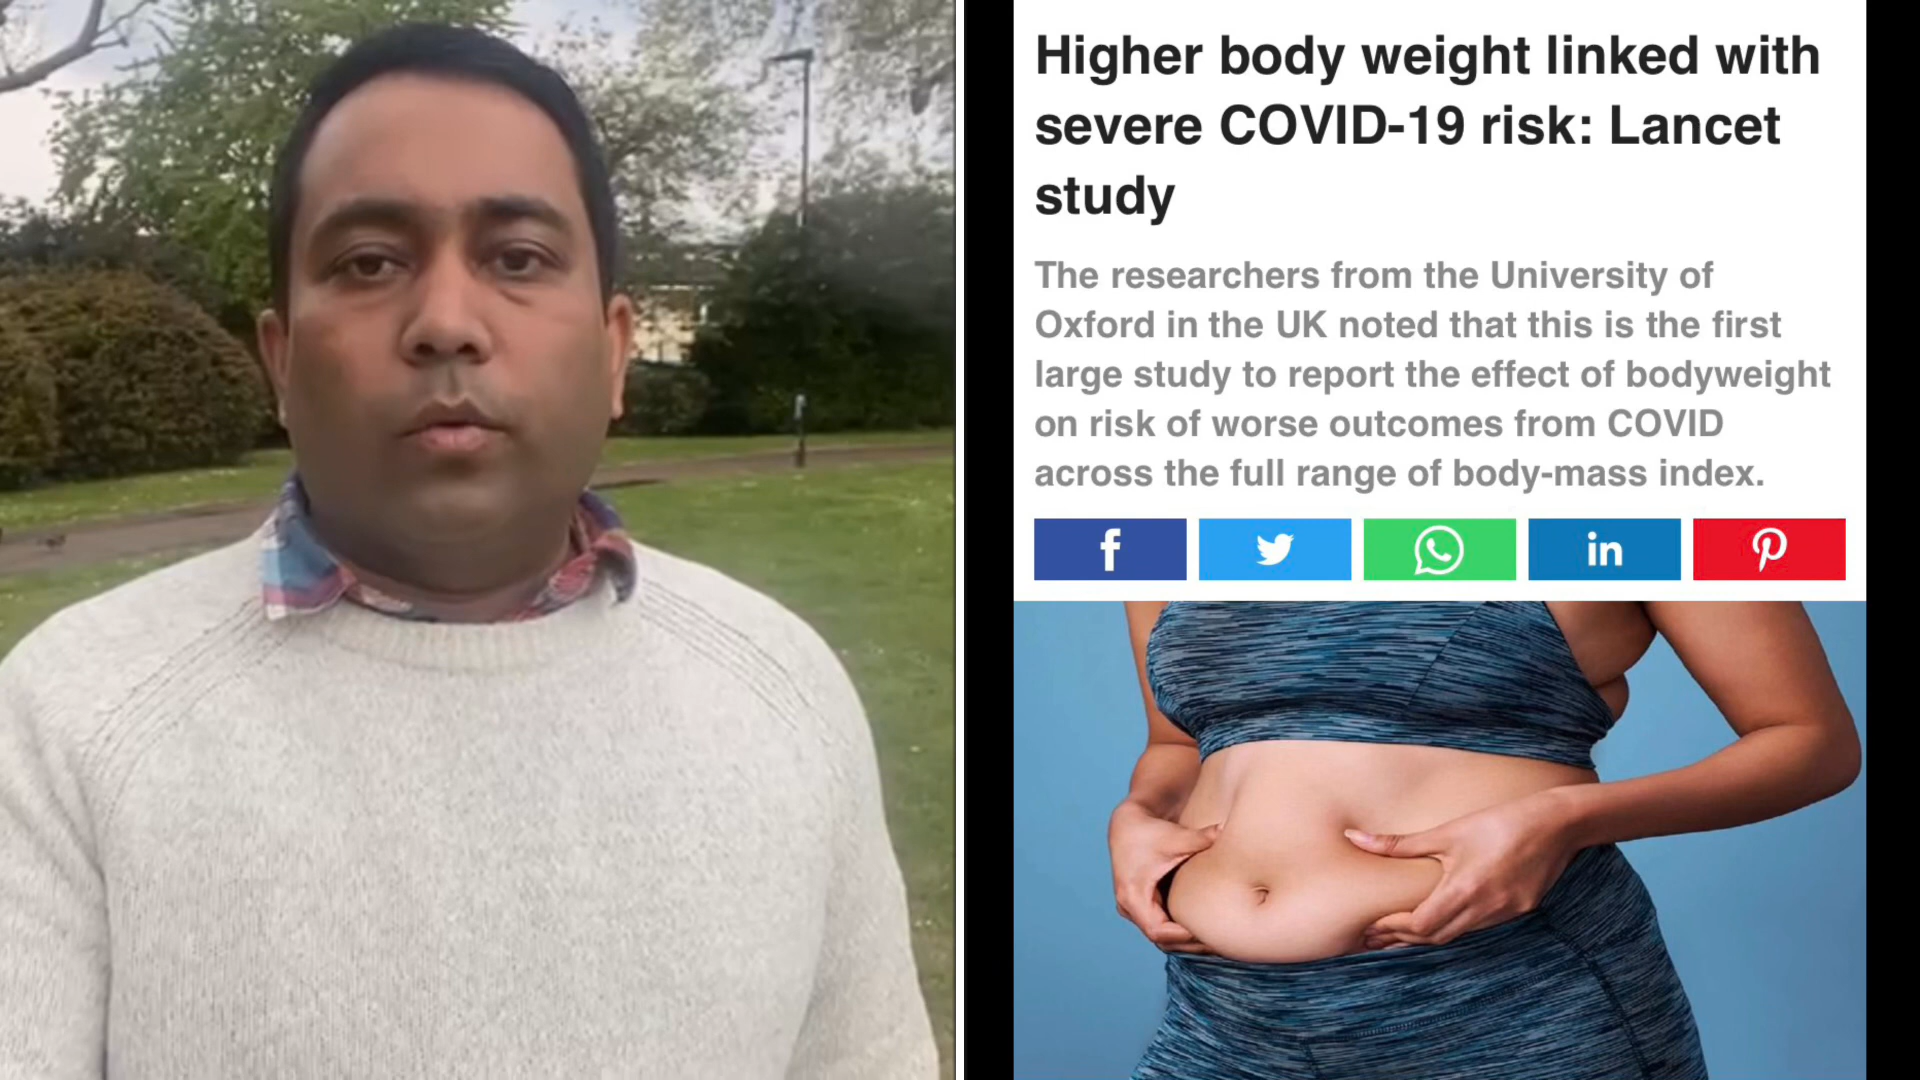 Higher body weight linked with
severe COVID-19 risk: Lancet
study
The researchers from the University of
Oxford in the UK noted that this is the first
large study to report the effect of bodyweight
on risk of worse outcomes from COVID
across the full range of body-mass index.
f
in